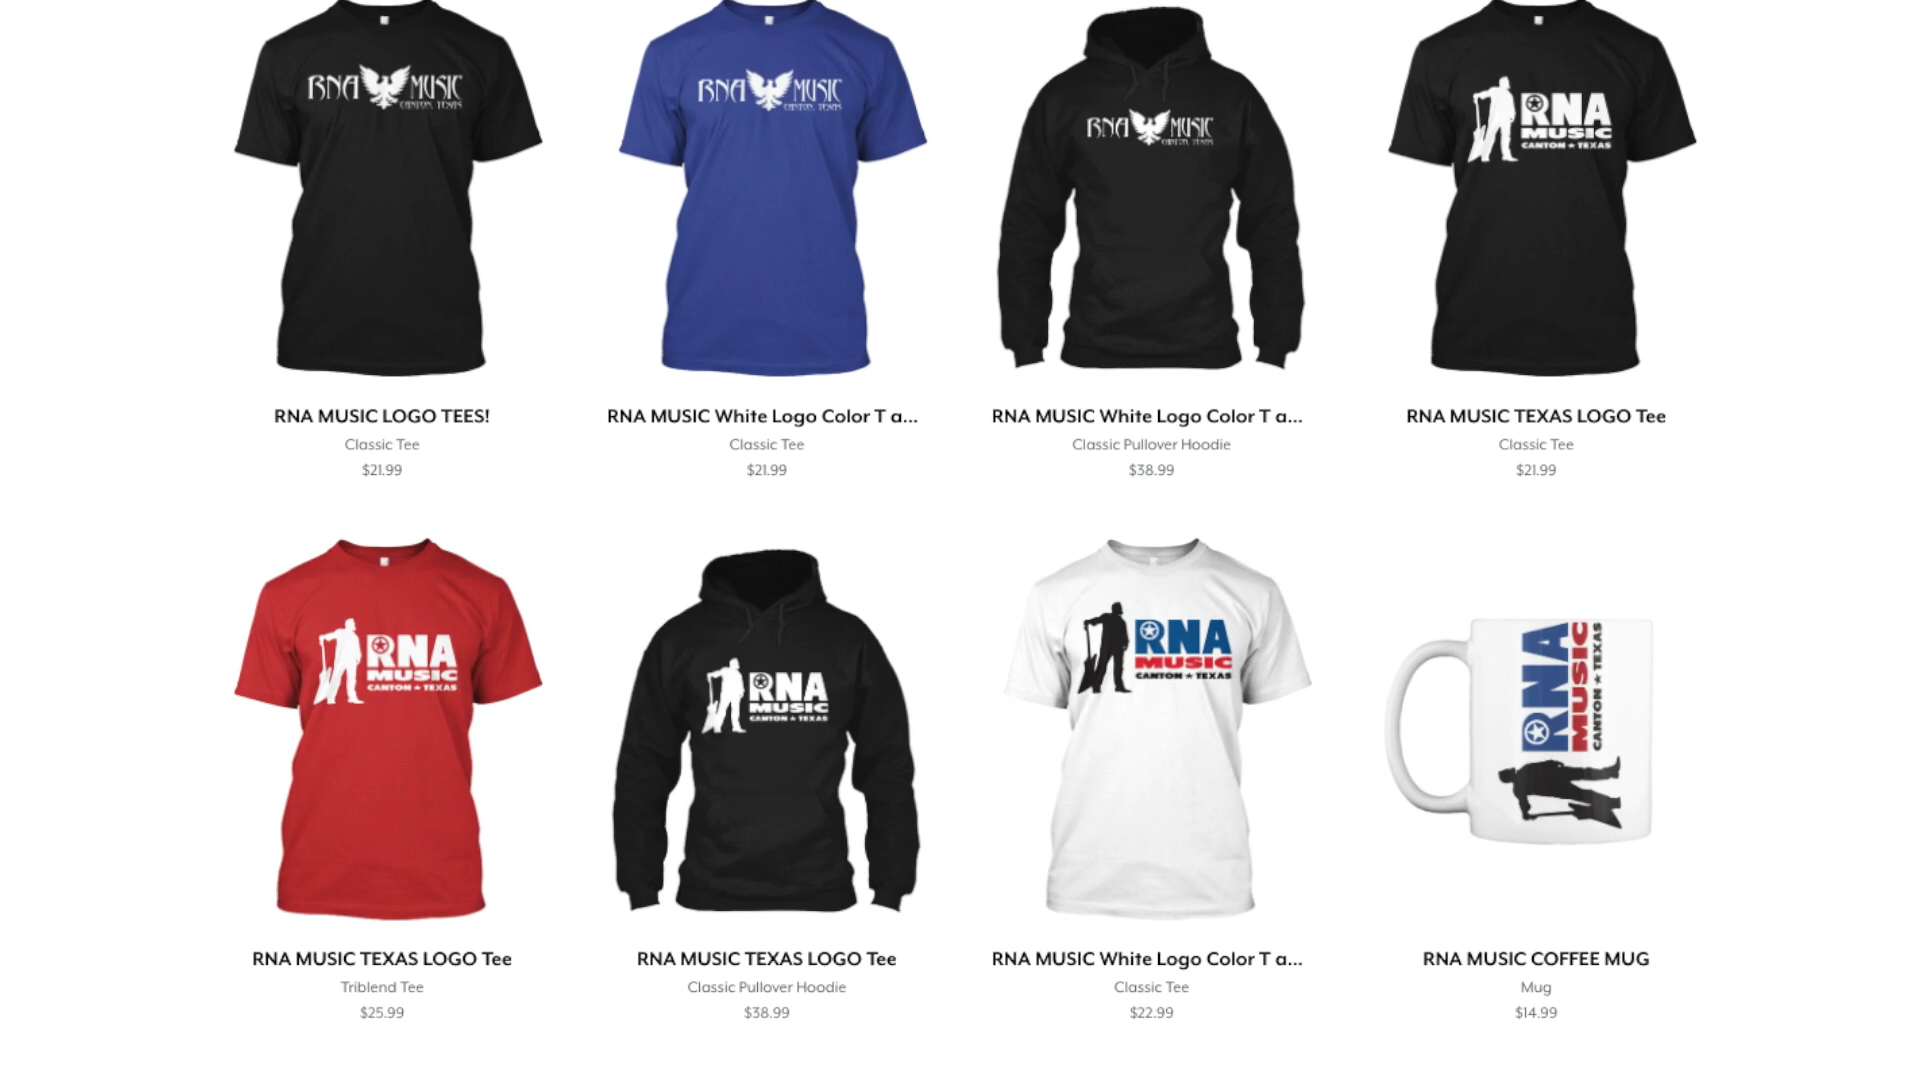 RNA MUSIC
CANTON, TEXAS
RNA MUSIC
CANTON, TEXAS
RNA MUSIC
CANTON, TEXAS
RNA
MUSIC
CANTON ★ TEXAS
RNA MUSIC LOGO TEES!
Classic Tee
$21.99
RNA MUSIC White Logo Color T a...
Classic Tee
$21.99
RNA MUSIC White Logo Color T a...
Classic Pullover Hoodie
$38.99
RNA MUSIC TEXAS LOGO Tee
Classic Tee
$21.99
RNA
MUSIC
CANTON ★ TEXAS
RNA
MUSIC
CANTON ★ TEXAS
RNA
MUSIC
CANTON ★ TEXAS
RNA
MUSIC
CANTON ★ TEXAS
RNA MUSIC TEXAS LOGO Tee
Triblend Tee
$25.99
RNA MUSIC TEXAS LOGO Tee
Classic Pullover Hoodie
$38.99
RNA MUSIC White Logo Color T a...
Classic Tee
$22.99
RNA MUSIC COFFEE MUG
Mug
$14.99